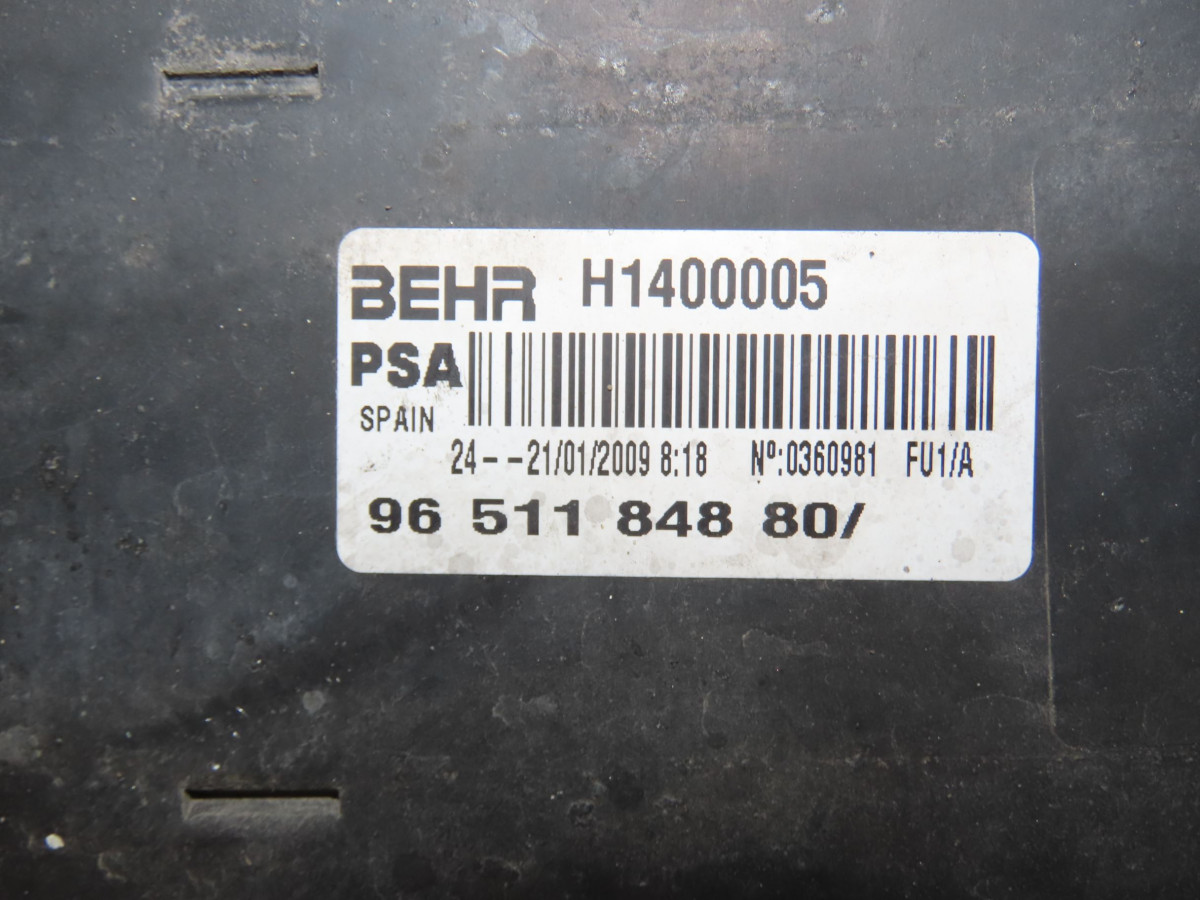 BEHR H1400005
PSA
SPAIN
24- -21/01/2009 8:18 Nº:0360981 FU1/A
96 511 848 80/